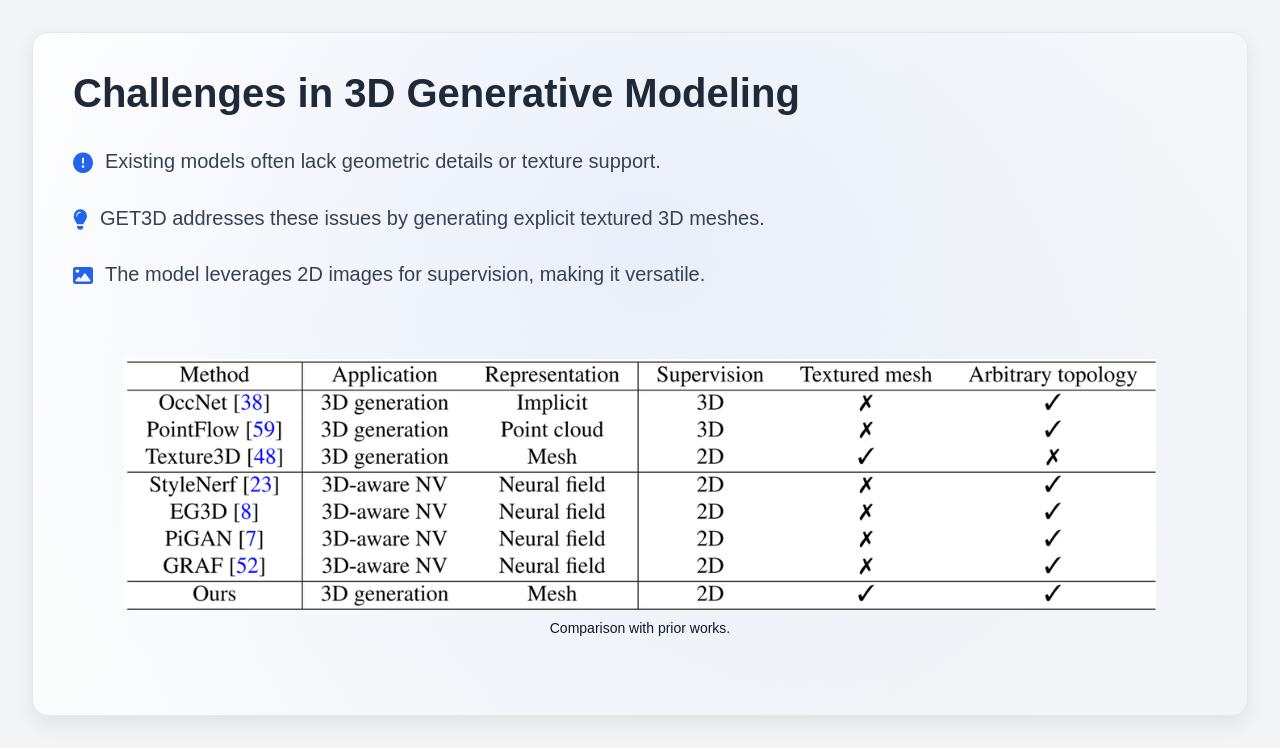 Challenges in 3D Generative Modeling
Existing models often lack geometric details or texture support.
GET3D addresses these issues by generating explicit textured 3D meshes.
The model leverages 2D images for supervision, making it versatile.
Method Application Representation Supervision Textured mesh Arbitrary topology
OccNet [38] 3D generation Implicit 3D ✗ ✓
PointFlow [59] 3D generation Point cloud 3D ✗ ✓
Texture3D [48] 3D generation Mesh 2D ✓ ✗
StyleNerf [23] 3D-aware NV Neural field 2D ✗ ✓
EG3D [8] 3D-aware NV Neural field 2D ✗ ✓
PiGAN [7] 3D-aware NV Neural field 2D ✗ ✓
GRAF [52] 3D-aware NV Neural field 2D ✗ ✓
Ours 3D generation Mesh 2D ✓ ✓
Comparison with prior works.